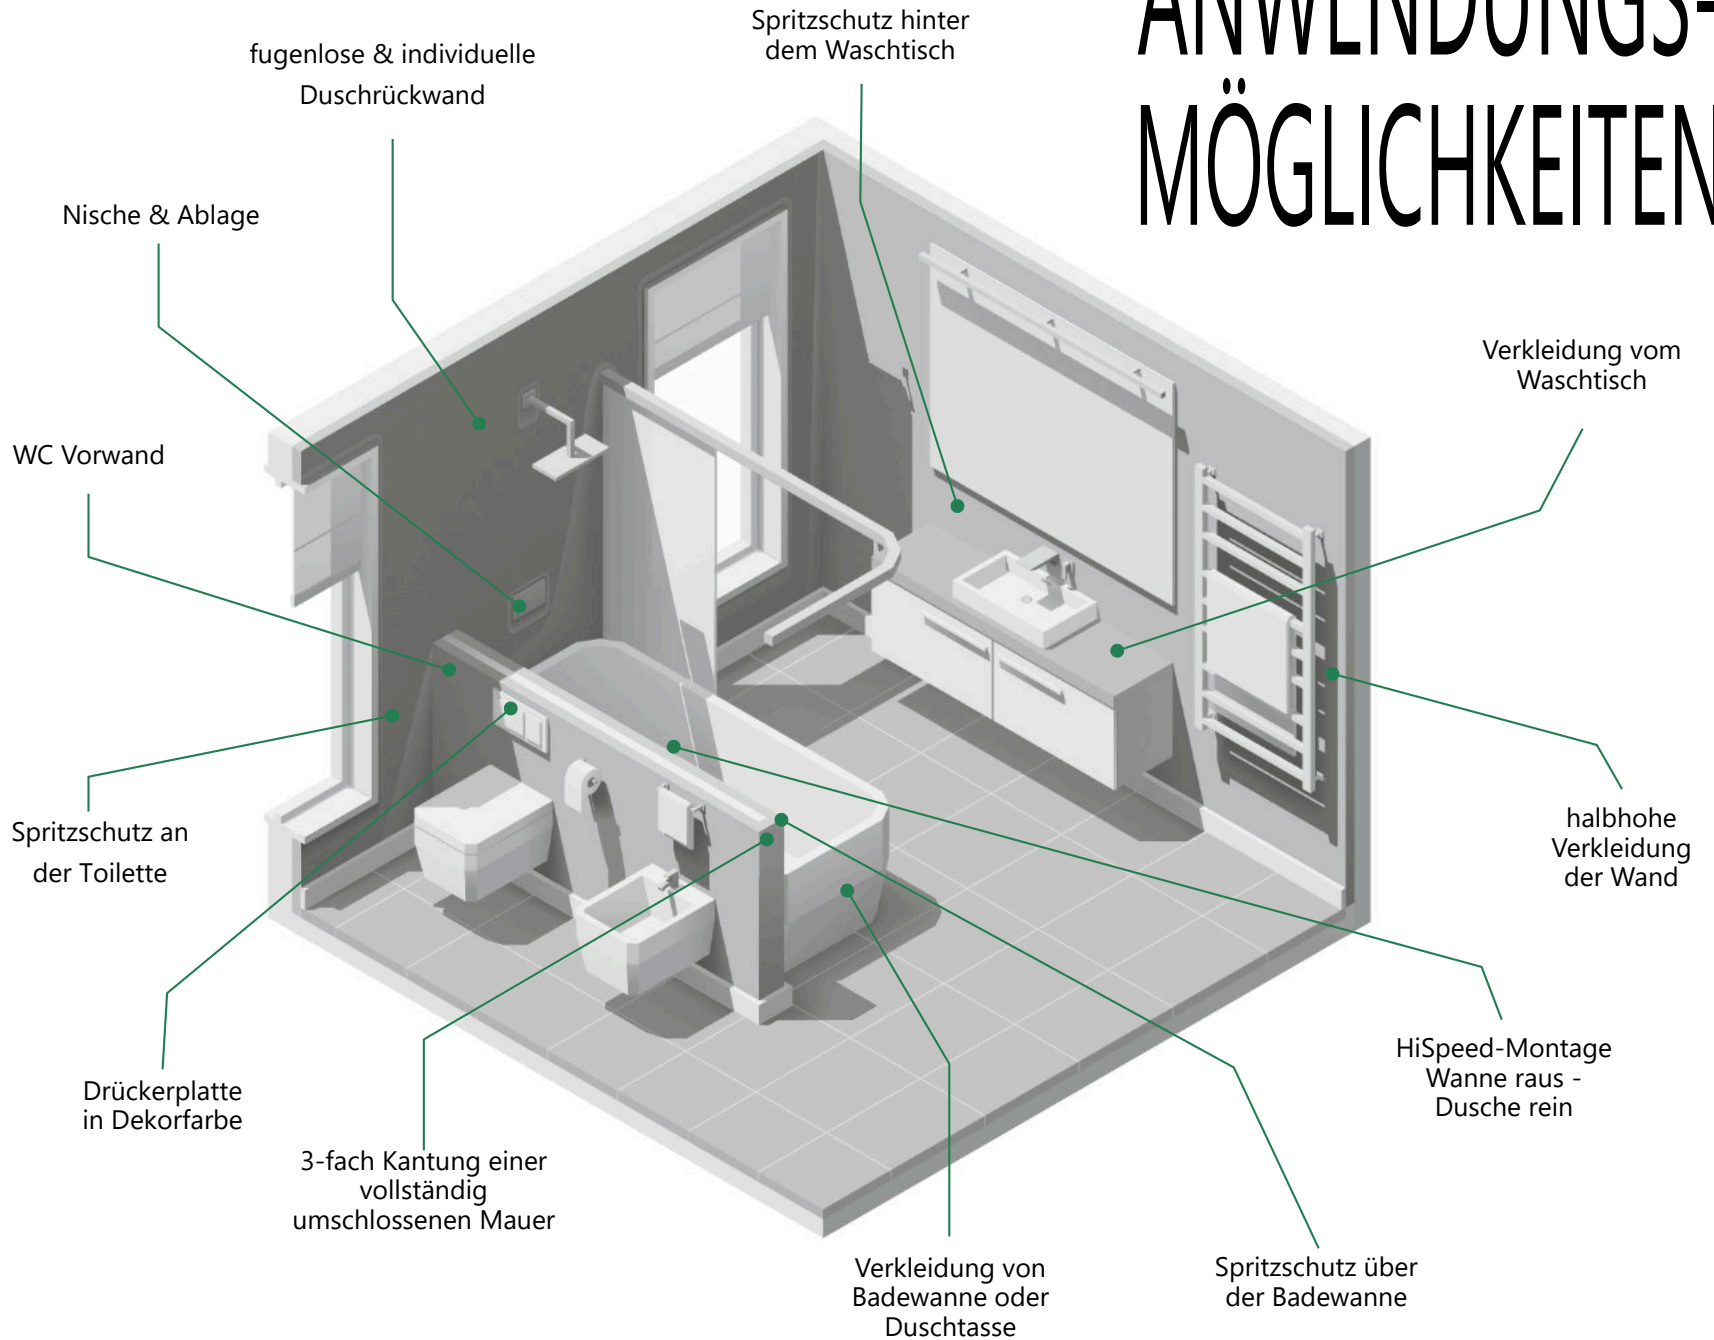 ANWENDUNGS-
MÖGLICHKEITEN
Spritzschutz hinter
dem Waschtisch
fugenlose & individuelle
Duschrückwand
Nische & Ablage
Verkleidung vom
Waschtisch
WC Vorwand
Spritzschutz an
der Toilette
halbhohe
Verkleidung
der Wand
HiSpeed-Montage
Wanne raus -
Dusche rein
Drückerplatte
in Dekorfarbe
3-fach Kantung einer
vollständig
umschlossenen Mauer
Verkleidung von
Badewanne oder
Duschtasse
Spritzschutz über
der Badewanne